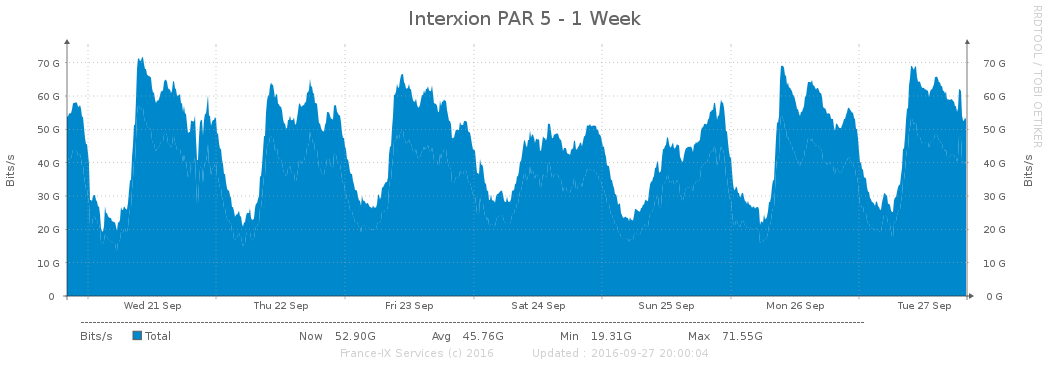 Interxion PAR 5 - 1 Week
RRDTOOL / TOBI OETIKER
Bits/s
Bits/s
70 G 70 G
60 G 60 G
50 G 50 G
40 G 40 G
30 G 30 G
20 G 20 G
10 G 10 G
0 0 G
Wed 21 Sep Thu 22 Sep Fri 23 Sep Sat 24 Sep Sun 25 Sep Mon 26 Sep Tue 27 Sep
Bits/s Total Now 52.90G Avg 45.76G Min 19.31G Max 71.55G
France-IX Services (c) 2016 Updated : 2016-09-27 20:00:04